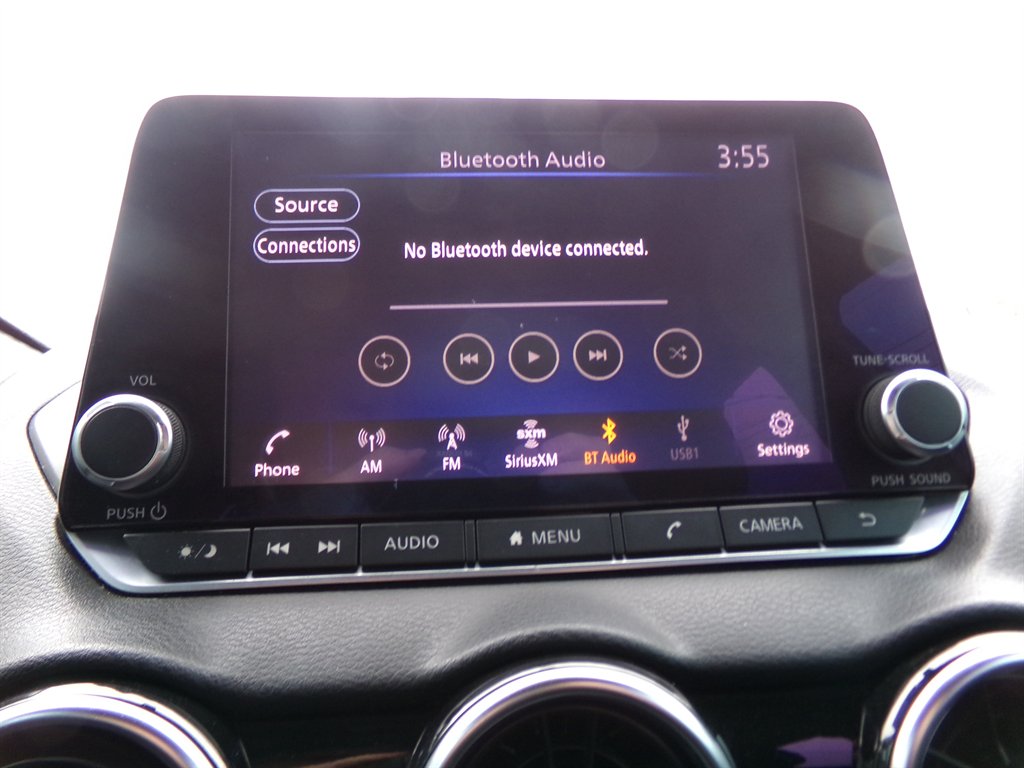 Bluetooth Audio
3:55
Source
Connections
No Bluetooth device connected.
VOL
TUNE·SCROLL
Phone
AM
FM
sxm
SiriusXM
BT Audio
USB1
Settings
PUSH
PUSH SOUND
AUDIO
MENU
CAMERA